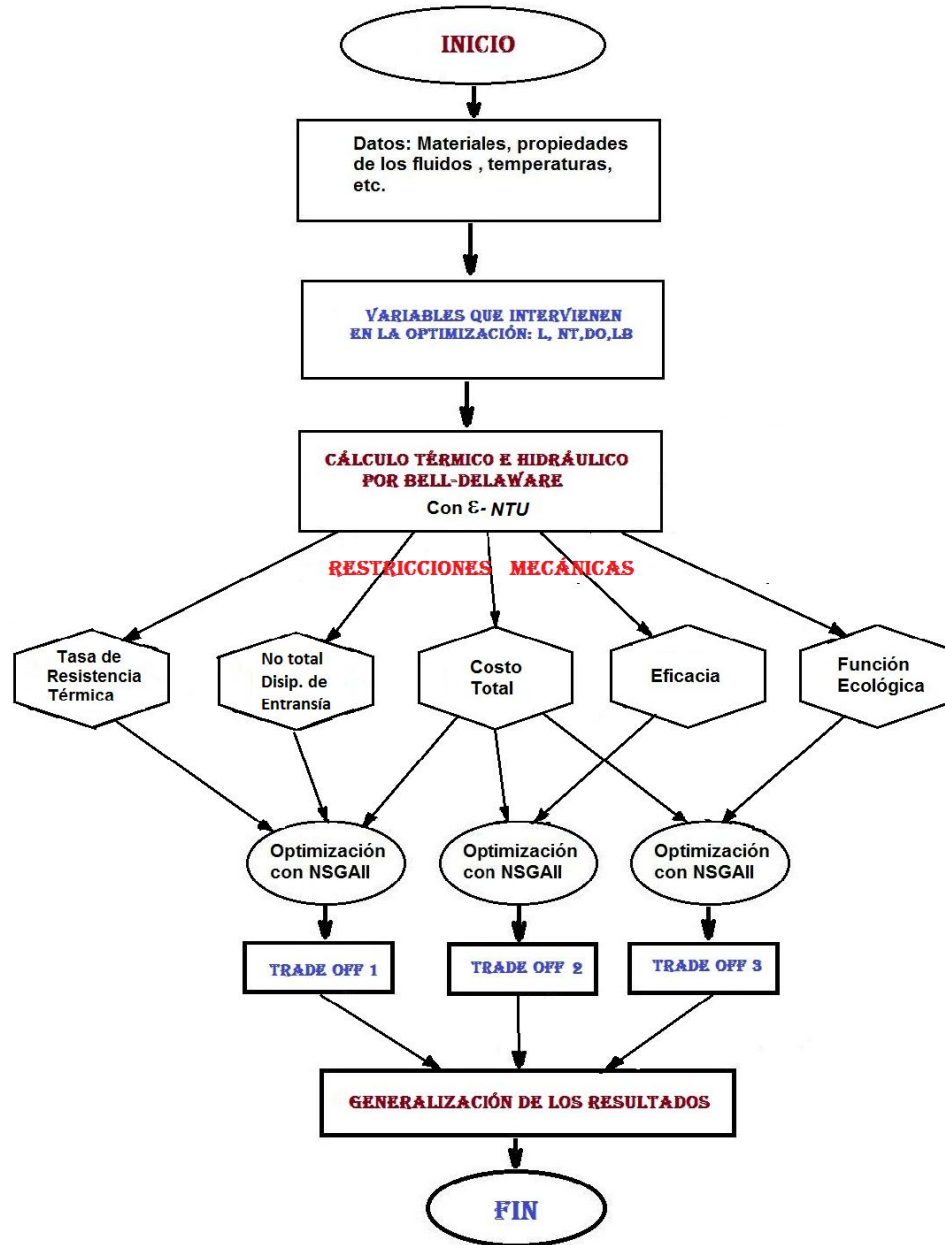 INICIO
Datos: Materiales, propiedades
de los fluidos , temperaturas,
etc.
VARIABLES QUE INTERVIENEN
EN LA OPTIMIZACIÓN: L, NT,DO,LB
CÁLCULO TÉRMICO E HIDRÁULICO
POR BELL-DELAWARE
Con ε- NTU
RESTRICCIONES MECÁNICAS
Tasa de
Resistencia
Térmica
No total
Disip. de
Entransía
Costo
Total
Eficacia
Función
Ecológica
Optimización
con NSGAII
Optimización
con NSGAII
Optimización
con NSGAII
TRADE OFF 1
TRADE OFF 2
TRADE OFF 3
GENERALIZACIÓN DE LOS RESULTADOS
FIN